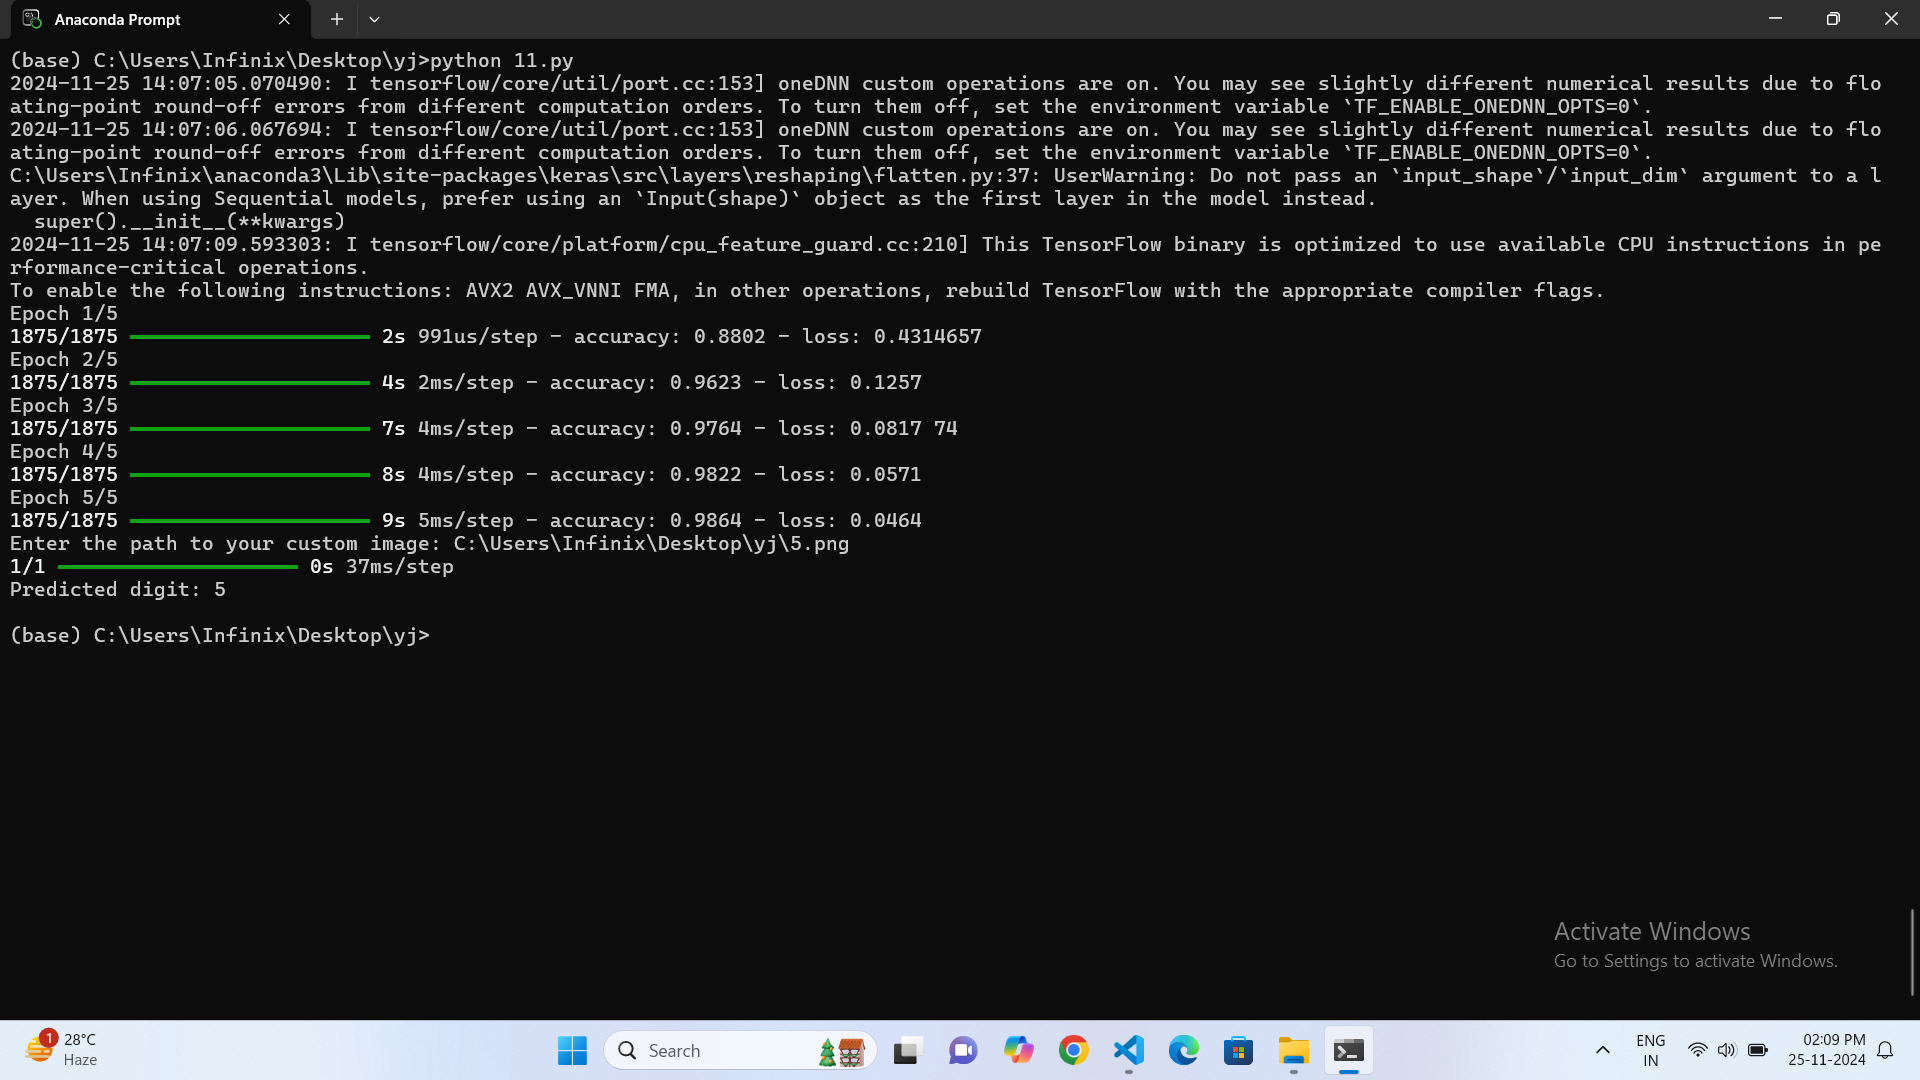 Anaconda Prompt
(base) C:\Users\Infinix\Desktop\yj>python 11.py
2024-11-25 14:07:05.070490: I tensorflow/core/util/port.cc:153] oneDNN custom operations are on. You may see slightly different numerical results due to flo
ating-point round-off errors from different computation orders. To turn them off, set the environment variable `TF_ENABLE_ONEDNN_OPTS=0`.
2024-11-25 14:07:06.067694: I tensorflow/core/util/port.cc:153] oneDNN custom operations are on. You may see slightly different numerical results due to flo
ating-point round-off errors from different computation orders. To turn them off, set the environment variable `TF_ENABLE_ONEDNN_OPTS=0`.
C:\Users\Infinix\anaconda3\Lib\site-packages\keras\src\layers\reshaping\flatten.py:37: UserWarning: Do not pass an `input_shape`/`input_dim` argument to a l
ayer. When using Sequential models, prefer using an `Input(shape)` object as the first layer in the model instead.
  super().__init__(**kwargs)
2024-11-25 14:07:09.593303: I tensorflow/core/platform/cpu_feature_guard.cc:210] This TensorFlow binary is optimized to use available CPU instructions in pe
rformance-critical operations.
To enable the following instructions: AVX2 AVX_VNNI FMA, in other operations, rebuild TensorFlow with the appropriate compiler flags.
Epoch 1/5
1875/1875 ━━━━━━━━━━━━━━━━━━━━ 2s 991us/step - accuracy: 0.8802 - loss: 0.4314657
Epoch 2/5
1875/1875 ━━━━━━━━━━━━━━━━━━━━ 4s 2ms/step - accuracy: 0.9623 - loss: 0.1257
Epoch 3/5
1875/1875 ━━━━━━━━━━━━━━━━━━━━ 7s 4ms/step - accuracy: 0.9764 - loss: 0.0817 74
Epoch 4/5
1875/1875 ━━━━━━━━━━━━━━━━━━━━ 8s 4ms/step - accuracy: 0.9822 - loss: 0.0571
Epoch 5/5
1875/1875 ━━━━━━━━━━━━━━━━━━━━ 9s 5ms/step - accuracy: 0.9864 - loss: 0.0464
Enter the path to your custom image: C:\Users\Infinix\Desktop\yj\5.png
1/1 ━━━━━━━━━━━━━━━━━━━━ 0s 37ms/step
Predicted digit: 5
(base) C:\Users\Infinix\Desktop\yj>
Activate Windows
Go to Settings to activate Windows.
1
28°C
Haze
Search
ENG
IN
02:09 PM
25-11-2024